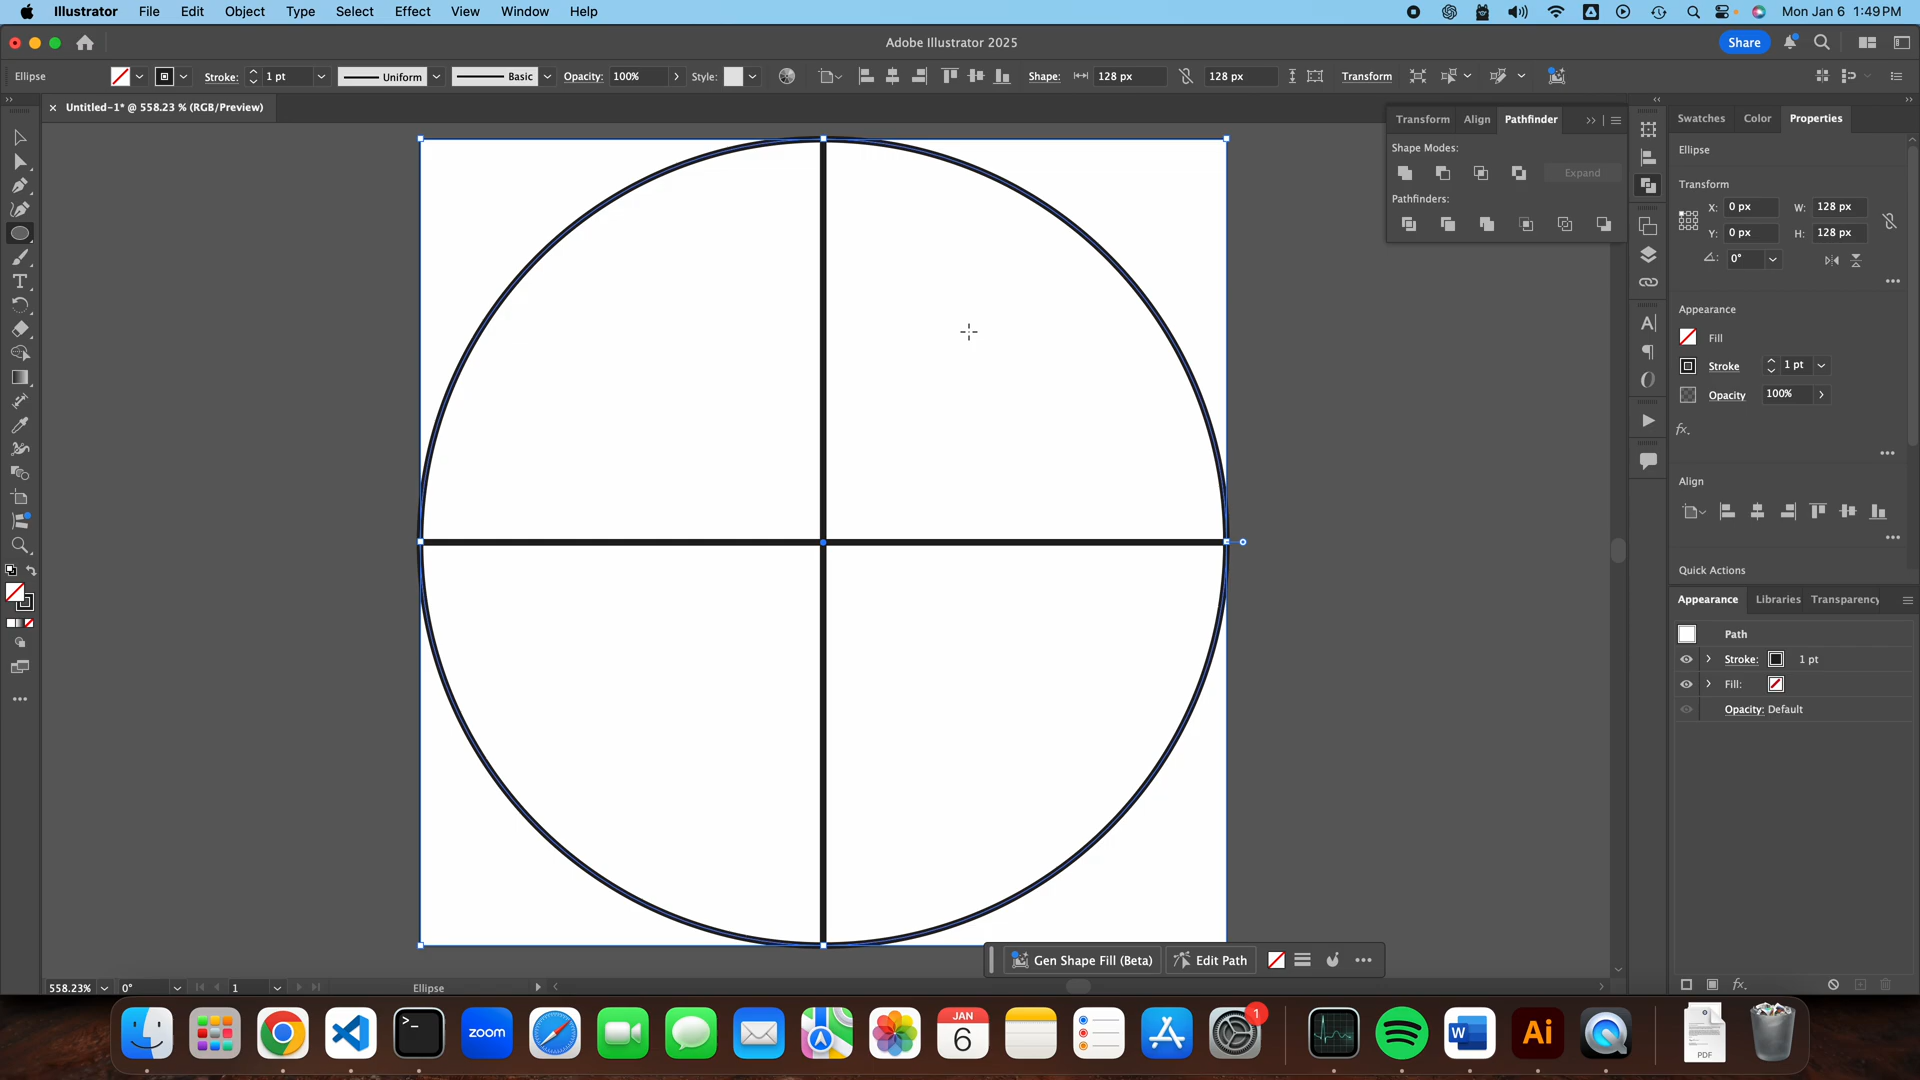 Illustrator File Edit Object Type Select Effect View Window Help Mon Jan 6 1:49 PM
Adobe Illustrator 2025 Share
Ellipse Stroke: 1 pt Uniform Basic Opacity: 100% Style: Shape: 128 px 128 px Transform
Untitled-1* @ 558.23 % (RGB/Preview)
Transform Align Pathfinder
Shape Modes:
Expand
Pathfinders:
Swatches Color Properties
Ellipse
Transform
X: 0 px W: 128 px
Y: 0 px H: 128 px
0°
Appearance
Fill
Stroke 1 pt
Opacity 100%
fx.
Align
Quick Actions
Appearance Libraries Transparency
Path
Stroke: 1 pt
Fill:
Opacity: Default
fx.
Gen Shape Fill (Beta) Edit Path
558.23% 0° 1 Ellipse
zoom
JAN
6
1
W
Ai
PDF